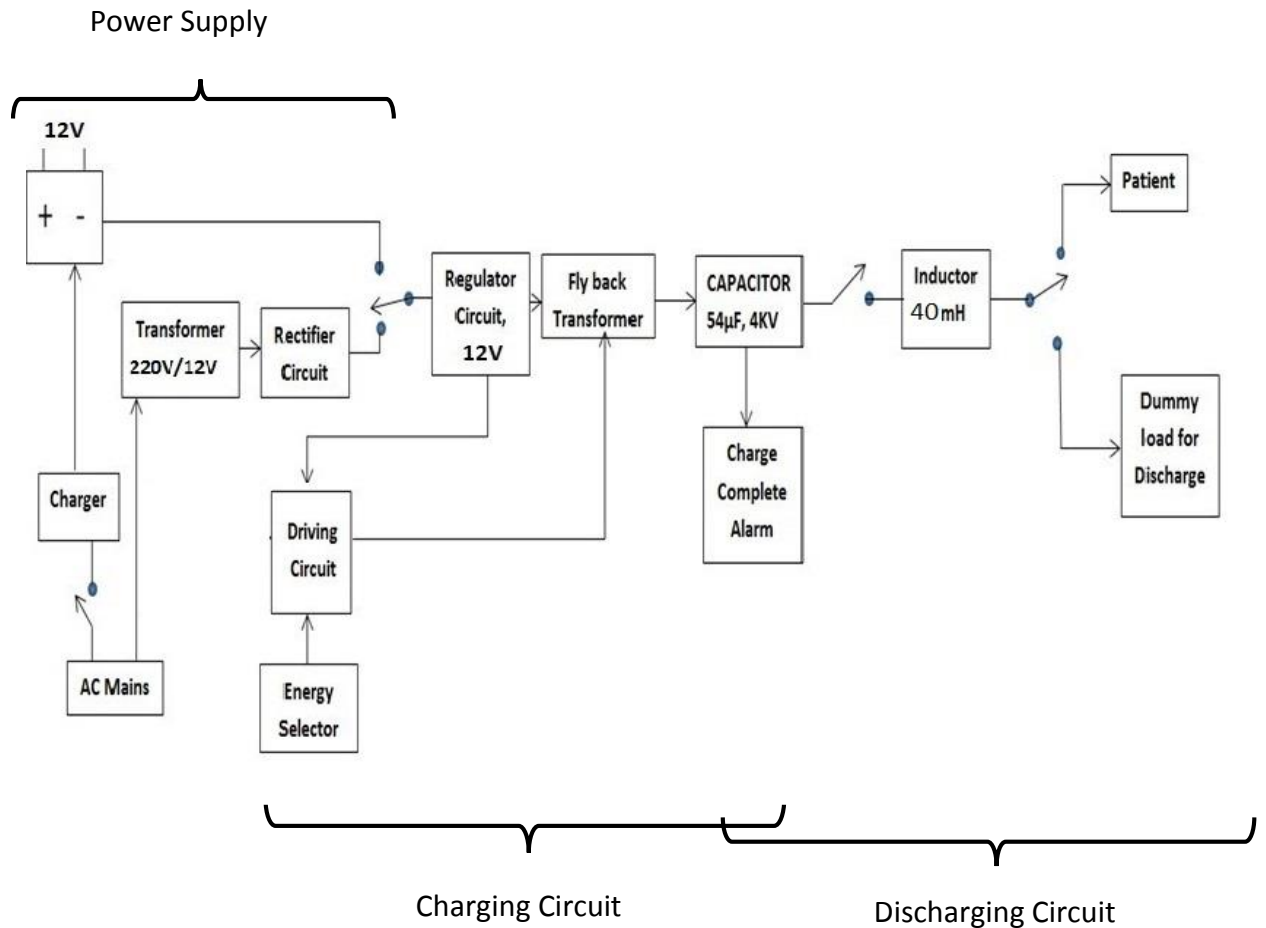 Power Supply
12V
+ -
Patient
Regulator
Circuit,
12V
Fly back
Transformer
CAPACITOR
54µF, 4KV
Inductor
40mH
Transformer
220V/12V
Rectifier
Circuit
Dummy
load for
Discharge
Charge
Complete
Alarm
Charger
Driving
Circuit
AC Mains
Energy
Selector
Charging Circuit
Discharging Circuit